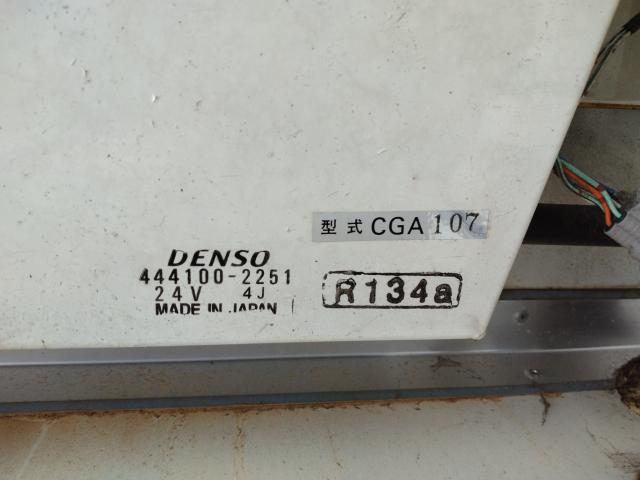 型式 CGA 107
DENSO
444100-2251
24V 4J
MADE IN JAPAN
R134a